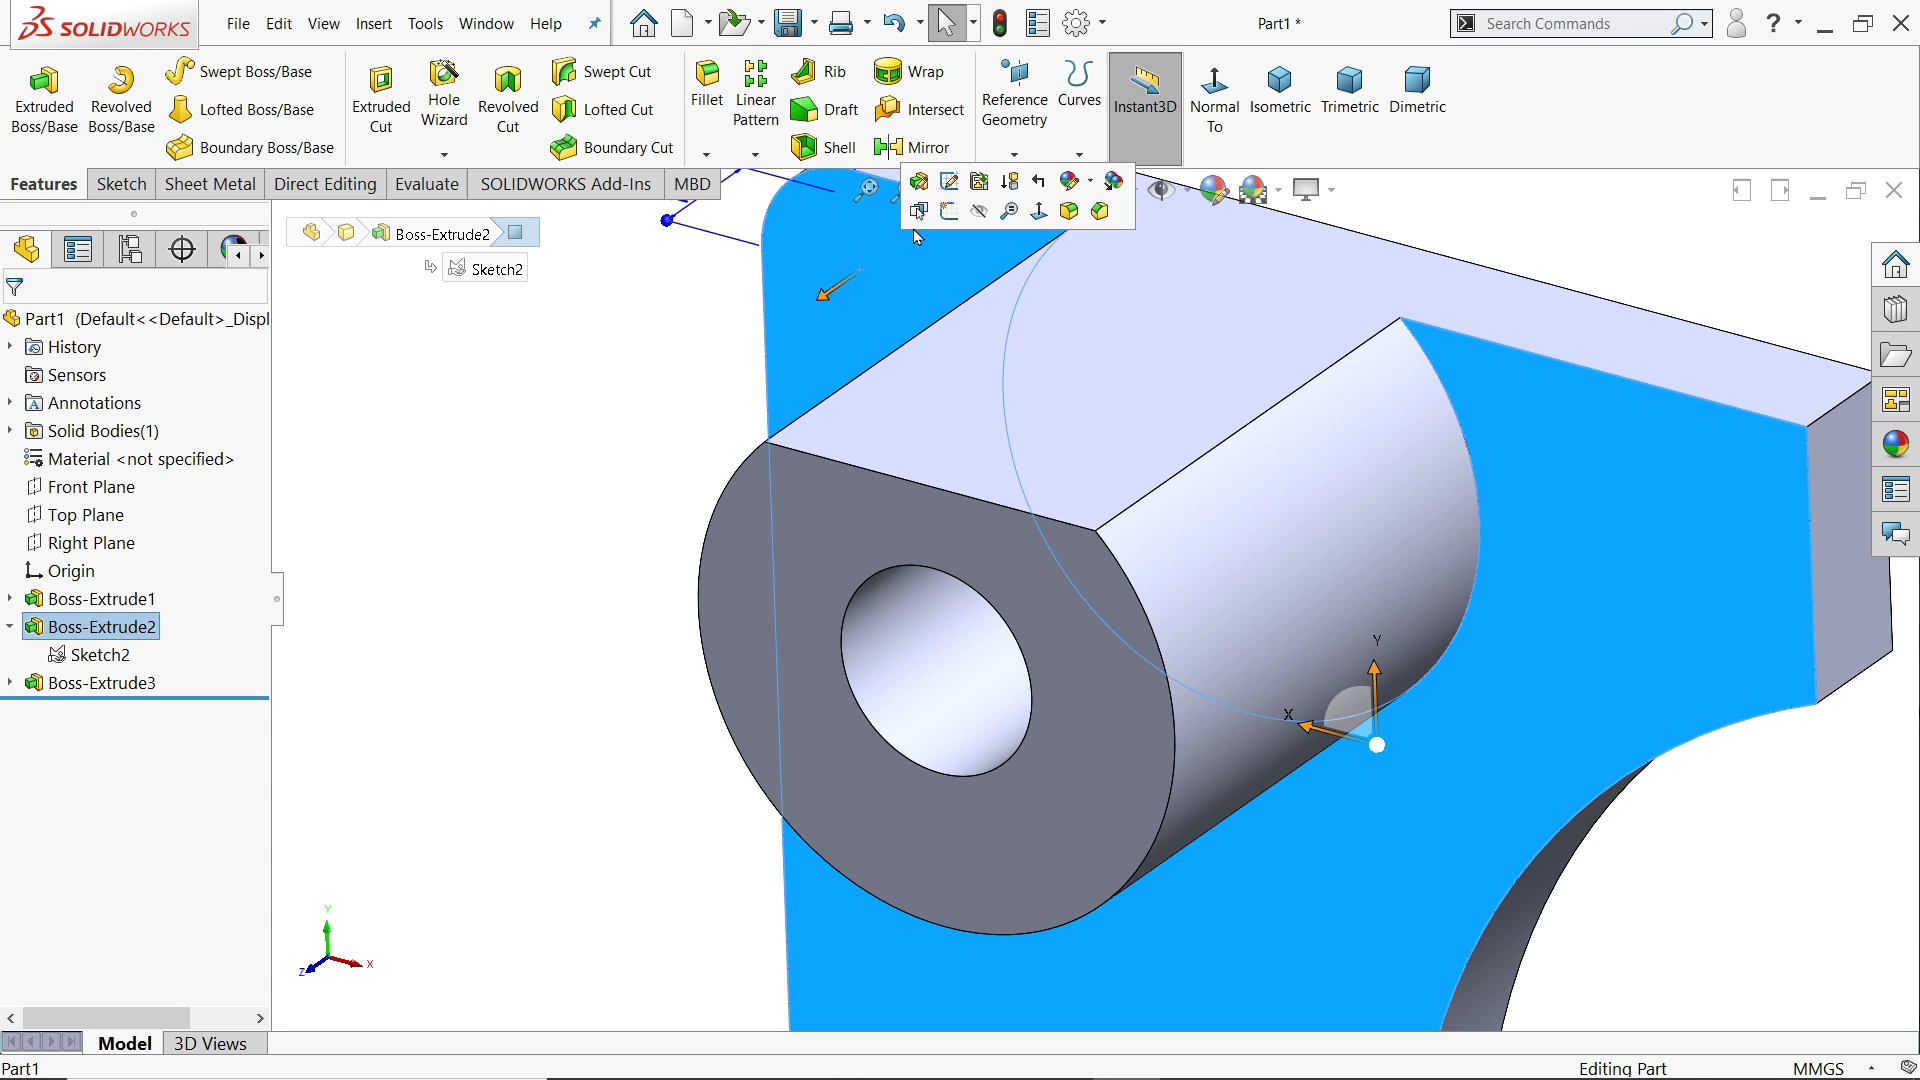 SOLIDWORKS File Edit View Insert Tools Window Help Part1 * Search Commands ?
Extruded Boss/Base
Revolved Boss/Base
Swept Boss/Base
Lofted Boss/Base
Boundary Boss/Base
Extruded Cut
Hole Wizard
Revolved Cut
Swept Cut
Lofted Cut
Boundary Cut
Fillet
Linear Pattern
Rib
Draft
Shell
Wrap
Intersect
Mirror
Reference Geometry
Curves
Instant3D
Normal To
Isometric
Trimetric
Dimetric
Features Sketch Sheet Metal Direct Editing Evaluate SOLIDWORKS Add-Ins MBD
Boss-Extrude2
Sketch2
Part1 (Default<<Default>_Displ
History
Sensors
Annotations
Solid Bodies(1)
Material <not specified>
Front Plane
Top Plane
Right Plane
Origin
Boss-Extrude1
Boss-Extrude2
Sketch2
Boss-Extrude3
Y
X
Y
X
Z
Model 3D Views
Part1 Editing Part MMGS